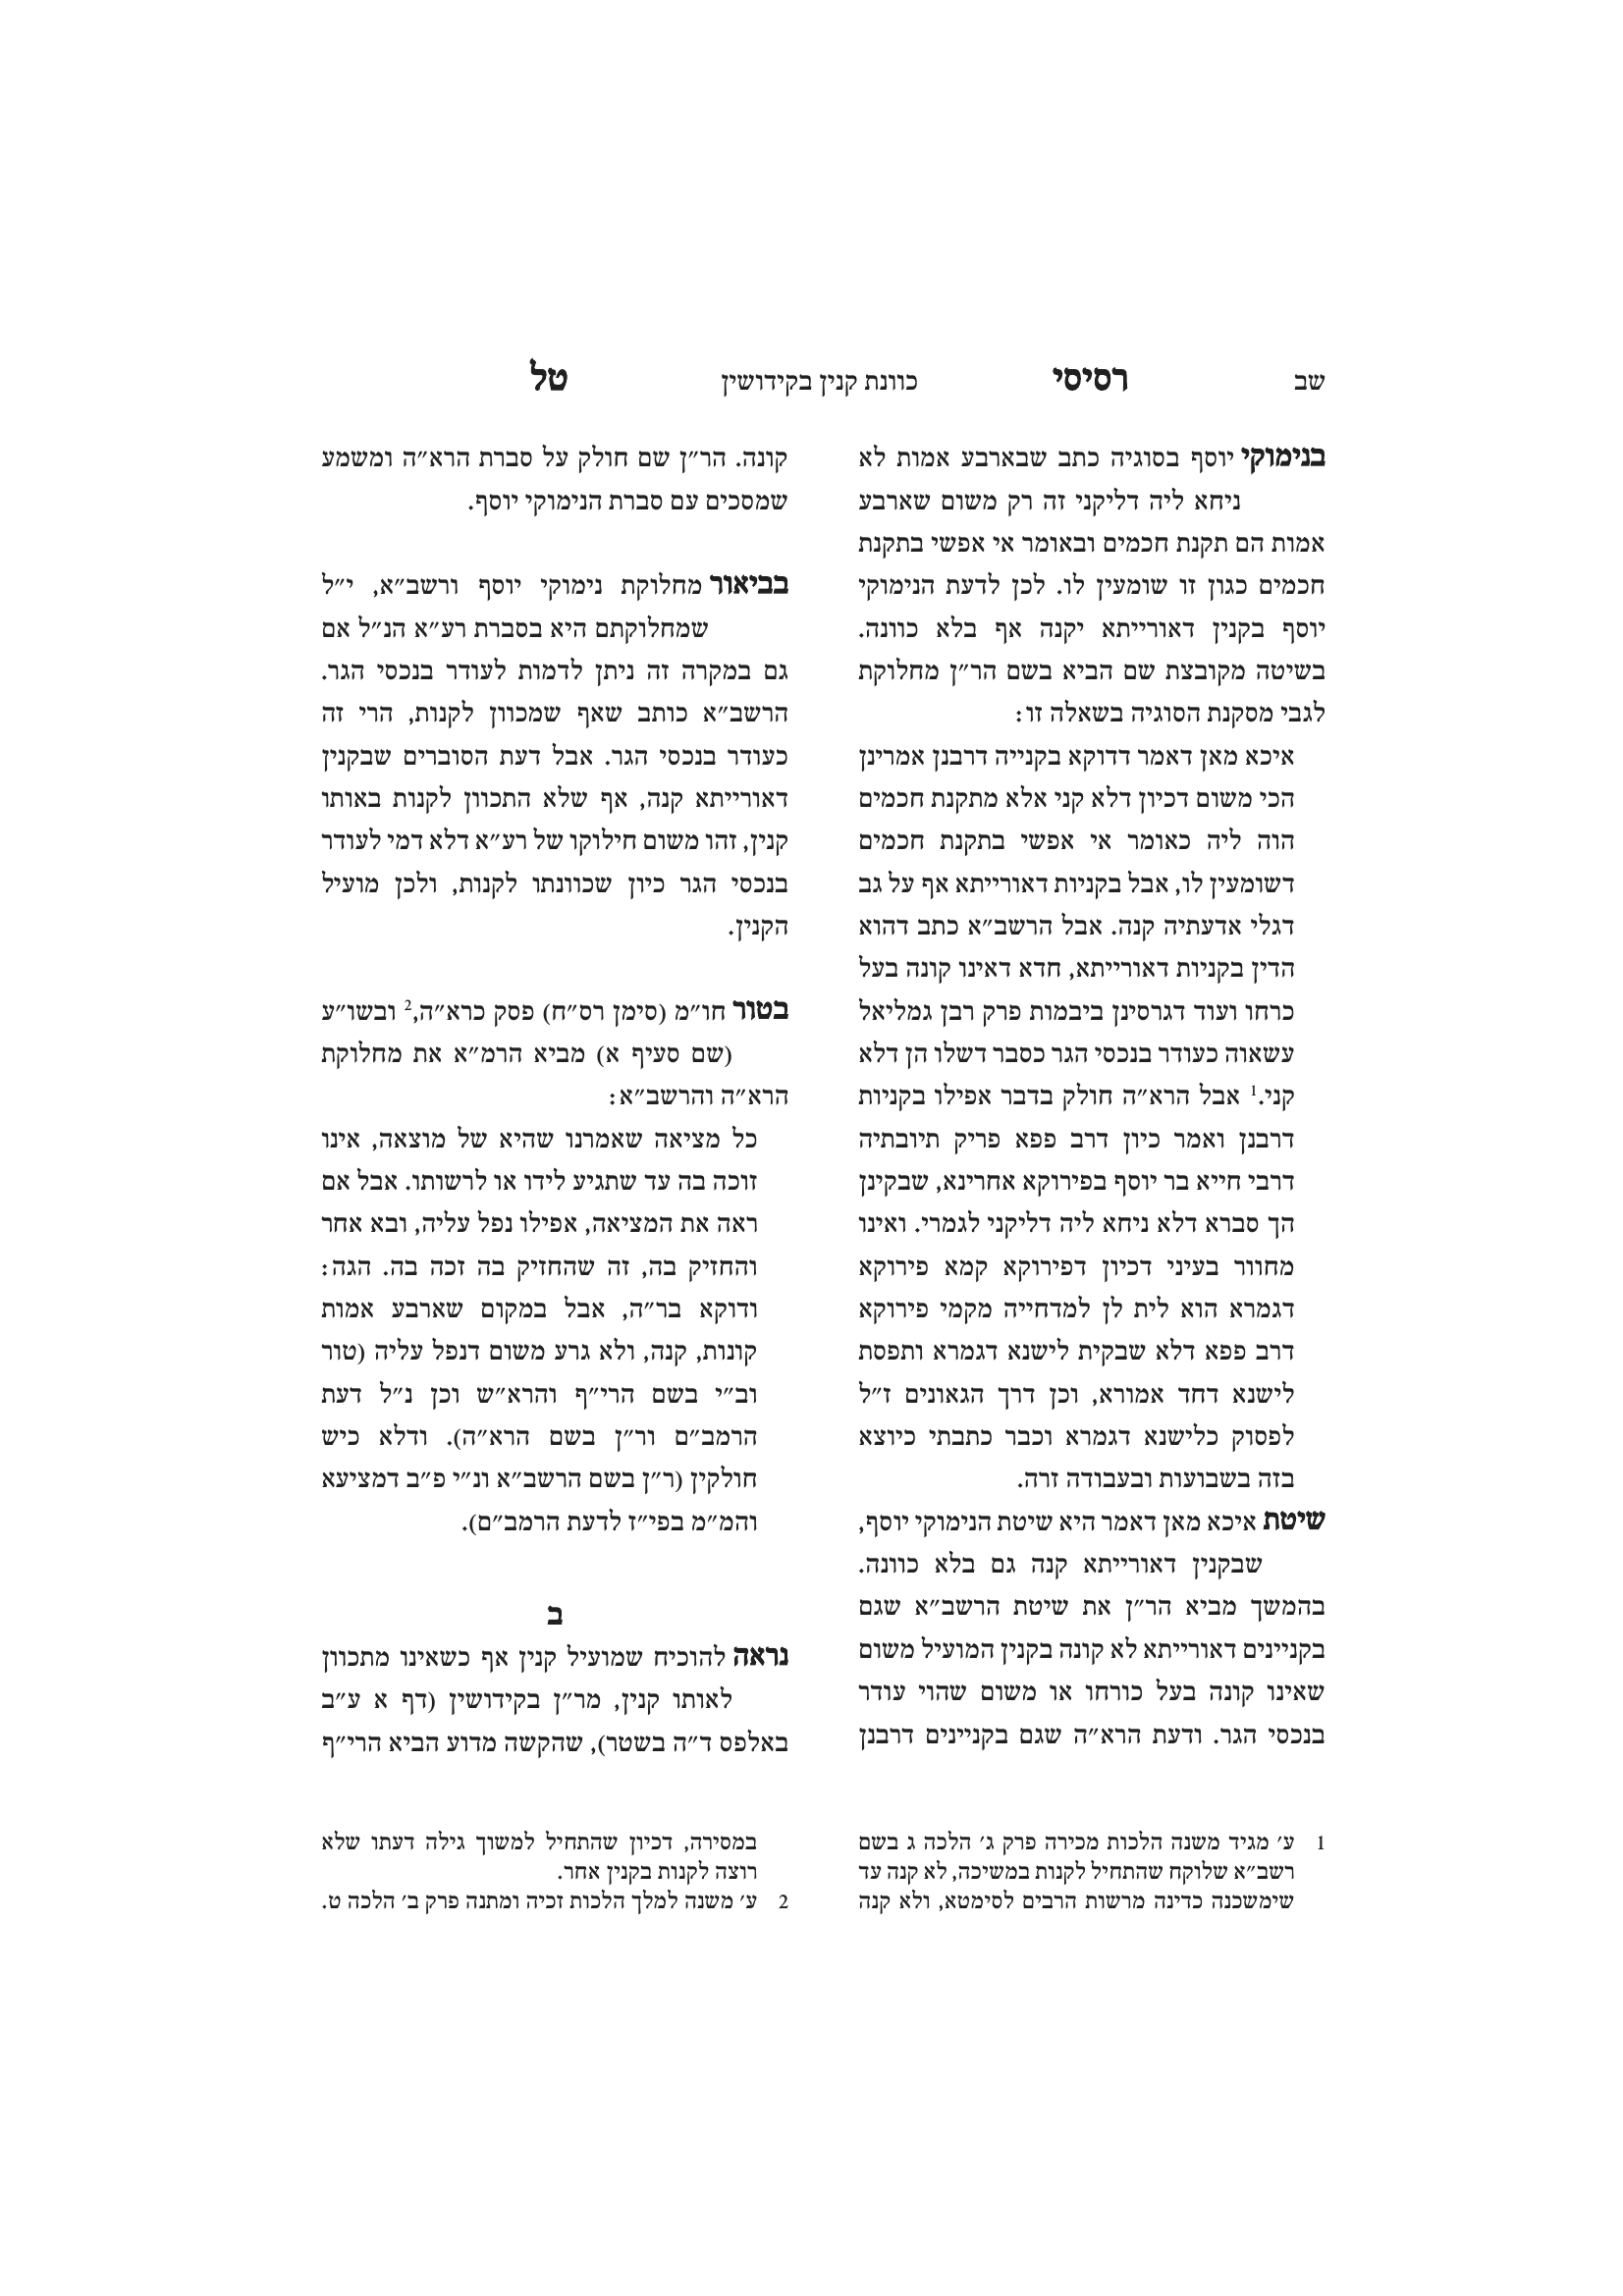 שב רסיסי כוונת קנין בקידושין טל
בנימוקי יוסף בסוגיה כתב שבארבע אמות לא
ניחא ליה דליקני זה רק משום שארבע
אמות הם תקנת חכמים ובאומר אי אפשי בתקנת
חכמים כגון זו שומעין לו. לכן לדעת הנימוקי
יוסף בקנין דאורייתא יקנה אף בלא כוונה.
בשיטה מקובצת שם הביא בשם הר״ן מחלוקת
לגבי מסקנת הסוגיה בשאלה זו:
איכא מאן דאמר דדוקא בקנייה דרבנן אמרינן
הכי משום דכיון דלא קני אלא מתקנת חכמים
הוה ליה כאומר אי אפשי בתקנת חכמים
דשומעין לו, אבל בקניות דאורייתא אף על גב
דגלי אדעתיה קנה. אבל הרשב״א כתב דהוא
הדין בקניות דאורייתא, חדא דאינו קונה בעל
כרחו ועוד דגרסינן ביבמות פרק רבן גמליאל
עשאוה כעודר בנכסי הגר כסבר דשלו הן דלא
קני.1 אבל הרא״ה חולק בדבר אפילו בקניות
דרבנן ואמר כיון דרב פפא פריק תיובתיה
דרבי חייא בר יוסף בפירוקא אחרינא, שבקינן
הך סברא דלא ניחא ליה דליקני לגמרי. ואינו
מחוור בעיני דכיון דפירוקא קמא פירוקא
דגמרא הוא לית לן למדחייה מקמי פירוקא
דרב פפא דלא שבקית לישנא דגמרא ותפסת
לישנא דחד אמורא, וכן דרך הגאונים ז״ל
לפסוק כלישנא דגמרא וכבר כתבתי כיוצא
בזה בשבועות ובעבודה זרה.
שיטת איכא מאן דאמר היא שיטת הנימוקי יוסף,
שבקנין דאורייתא קנה גם בלא כוונה.
בהמשך מביא הר״ן את שיטת הרשב״א שגם
בקניינים דאורייתא לא קונה בקנין המועיל משום
שאינו קונה בעל כורחו או משום שהוי עודר
בנכסי הגר. ודעת הרא״ה שגם בקניינים דרבנן
1 ע׳ מגיד משנה הלכות מכירה פרק ג׳ הלכה ג בשם
רשב״א שלוקח שהתחיל לקנות במשיכה, לא קנה עד
שימשכנה כדינה מרשות הרבים לסימטא, ולא קנה
קונה. הר״ן שם חולק על סברת הרא״ה ומשמע
שמסכים עם סברת הנימוקי יוסף.
בביאור מחלוקת נימוקי יוסף ורשב״א, י״ל
שמחלוקתם היא בסברת רע״א הנ״ל אם
גם במקרה זה ניתן לדמות לעודר בנכסי הגר.
הרשב״א כותב שאף שמכוון לקנות, הרי זה
כעודר בנכסי הגר. אבל דעת הסוברים שבקנין
דאורייתא קנה, אף שלא התכוון לקנות באותו
קנין, זהו משום חילוקו של רע״א דלא דמי לעודר
בנכסי הגר כיון שכוונתו לקנות, ולכן מועיל
הקנין.
בטור חו״מ (סימן רס״ח) פסק כרא״ה,2 ובשו״ע
(שם סעיף א) מביא הרמ״א את מחלוקת
הרא״ה והרשב״א:
כל מציאה שאמרנו שהיא של מוצאה, אינו
זוכה בה עד שתגיע לידו או לרשותו. אבל אם
ראה את המציאה, אפילו נפל עליה, ובא אחר
והחזיק בה, זה שהחזיק בה זכה בה. הגה:
ודוקא בר״ה, אבל במקום שארבע אמות
קונות, קנה, ולא גרע משום דנפל עליה (טור
וב״י בשם הרי״ף והרא״ש וכן נ״ל דעת
הרמב״ם ור״ן בשם הרא״ה). ודלא כיש
חולקין (ר״ן בשם הרשב״א ונ״י פ״ב דמציעא
והמ״מ בפי״ז לדעת הרמב״ם).
ב
נראה להוכיח שמועיל קנין אף כשאינו מתכוון
לאותו קנין, מר״ן בקידושין (דף א ע״ב
באלפס ד״ה בשטר), שהקשה מדוע הביא הרי״ף
במסירה, דכיון שהתחיל למשוך גילה דעתו שלא
רוצה לקנות בקנין אחר.
2 ע׳ משנה למלך הלכות זכיה ומתנה פרק ב׳ הלכה ט.